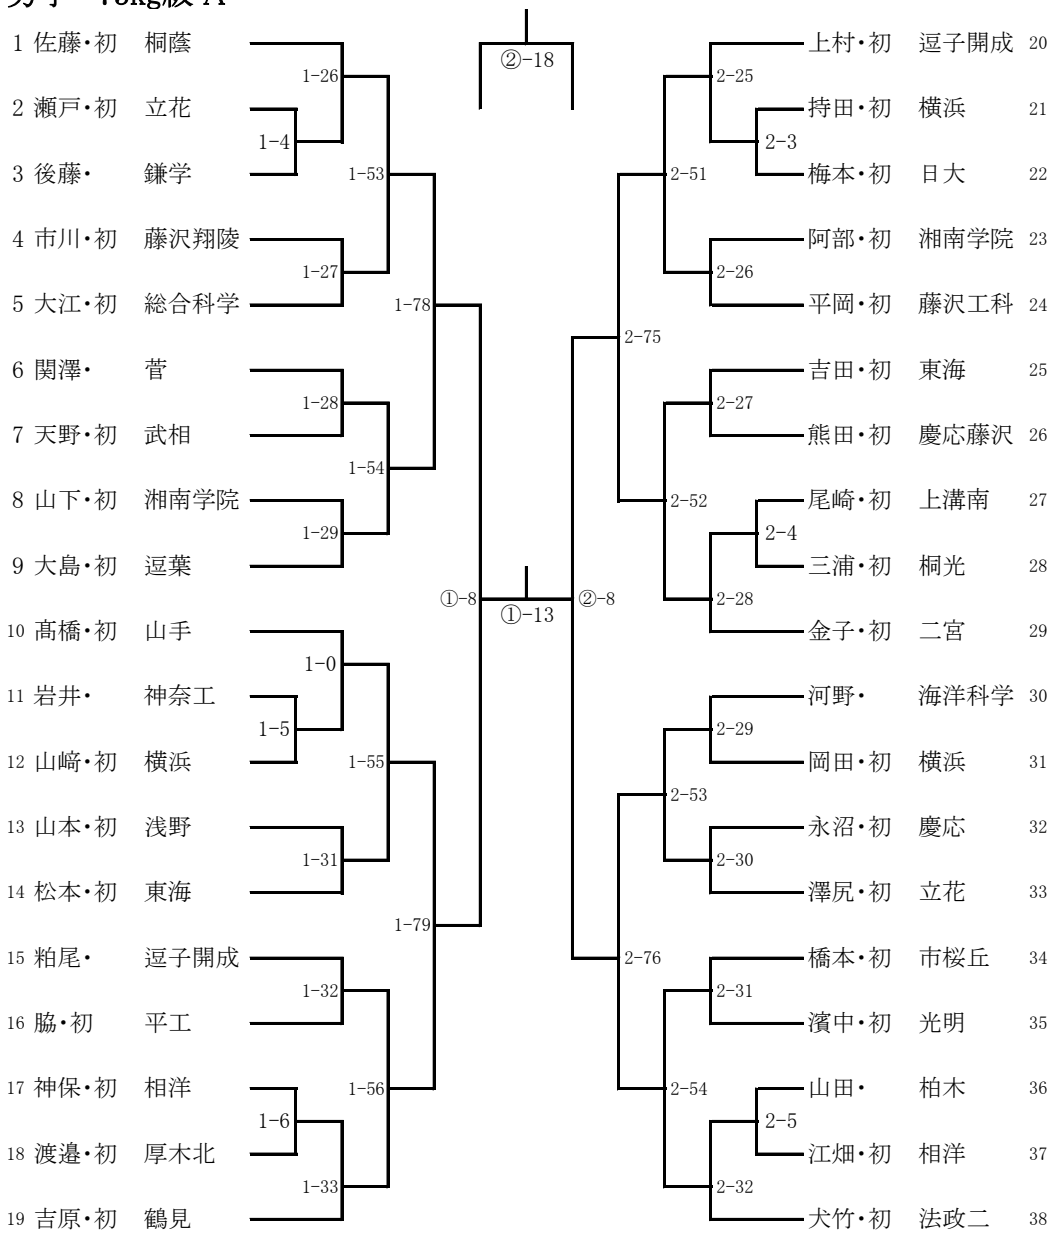 男子 -73kg級 A
②-18
1 佐藤・初 桐蔭
1-26
2 瀬戸・初 立花
1-4
3 後藤・ 鎌学
1-53
4 市川・初 藤沢翔陵
1-27
5 大江・初 総合科学
1-78
6 関澤・ 菅
1-28
7 天野・初 武相
1-54
8 山下・初 湘南学院
1-29
9 大島・初 逗葉
①-8
①-13
10 髙橋・初 山手
1-0
11 岩井・ 神奈工
1-5
12 山﨑・初 横浜
1-55
13 山本・初 浅野
1-31
14 松本・初 東海
1-79
15 粕尾・ 逗子開成
1-32
16 脇・初 平工
17 神保・初 相洋
1-56
1-6
18 渡邉・初 厚木北
1-33
19 吉原・初 鶴見
上村・初 逗子開成 20
2-25
持田・初 横浜 21
2-3
梅本・初 日大 22
2-51
阿部・初 湘南学院 23
2-26
平岡・初 藤沢工科 24
2-75
吉田・初 東海 25
2-27
熊田・初 慶応藤沢 26
尾崎・初 上溝南 27
2-52
2-4
三浦・初 桐光 28
②-8
2-28
金子・初 二宮 29
河野・ 海洋科学 30
2-29
岡田・初 横浜 31
2-53
永沼・初 慶応 32
2-30
澤尻・初 立花 33
2-76
橋本・初 市桜丘 34
2-31
濱中・初 光明 35
山田・ 柏木 36
2-54
2-5
江畑・初 相洋 37
2-32
犬竹・初 法政二 38